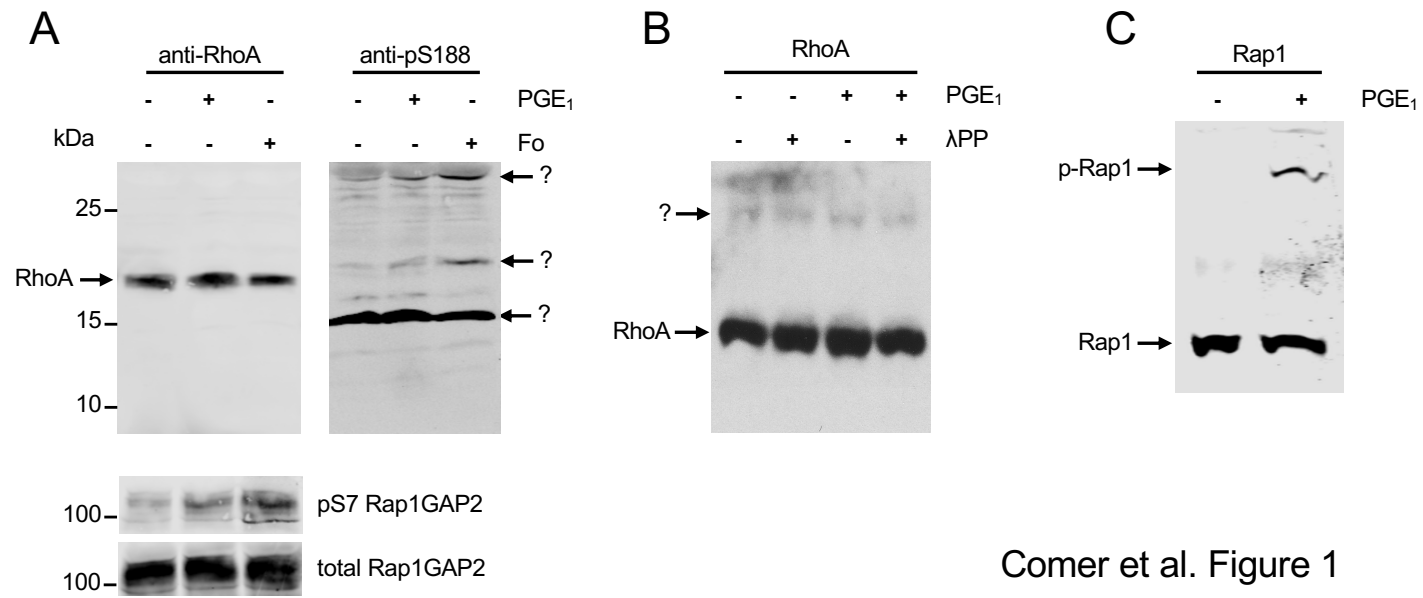 A
anti-RhoA
anti-pS188
- + - - + - PGE₁
kDa
- - + - - + Fo
?
25
?
RhoA
15
?
10
100
pS7 Rap1GAP2
100
total Rap1GAP2
B
RhoA
- - + + PGE₁
- + - + λPP
?
RhoA
C
Rap1
- + PGE₁
p-Rap1
Rap1
Comer et al. Figure 1